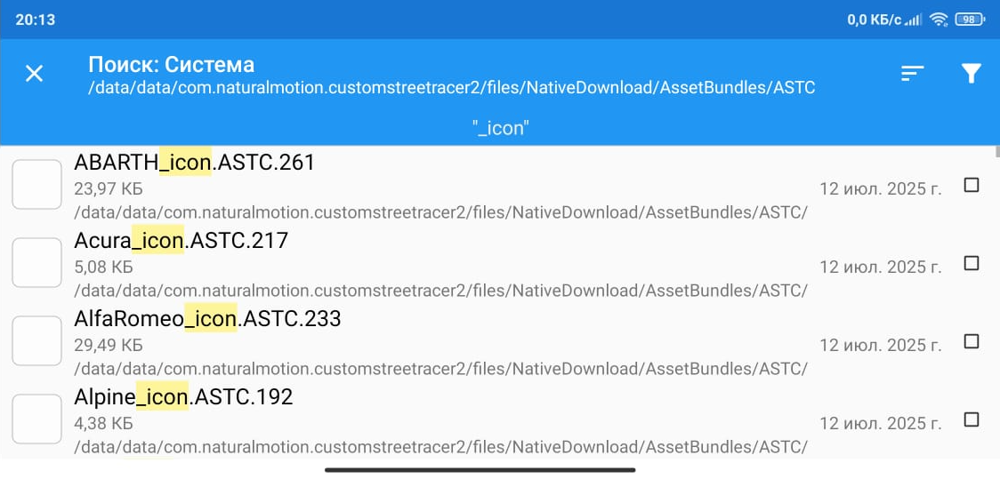 20:13
0,0 КБ/с
98
Поиск: Система
/data/data/com.naturalmotion.customstreetracer2/files/NativeDownload/AssetBundles/ASTC
"_icon"
ABARTH_icon.ASTC.261
23,97 КБ
12 июл. 2025 г.
/data/data/com.naturalmotion.customstreetracer2/files/NativeDownload/AssetBundles/ASTC/
Acura_icon.ASTC.217
5,08 КБ
12 июл. 2025 г.
/data/data/com.naturalmotion.customstreetracer2/files/NativeDownload/AssetBundles/ASTC/
AlfaRomeo_icon.ASTC.233
29,49 КБ
12 июл. 2025 г.
/data/data/com.naturalmotion.customstreetracer2/files/NativeDownload/AssetBundles/ASTC/
Alpine_icon.ASTC.192
4,38 КБ
12 июл. 2025 г.
/data/data/com.naturalmotion.customstreetracer2/files/NativeDownload/AssetBundles/ASTC/